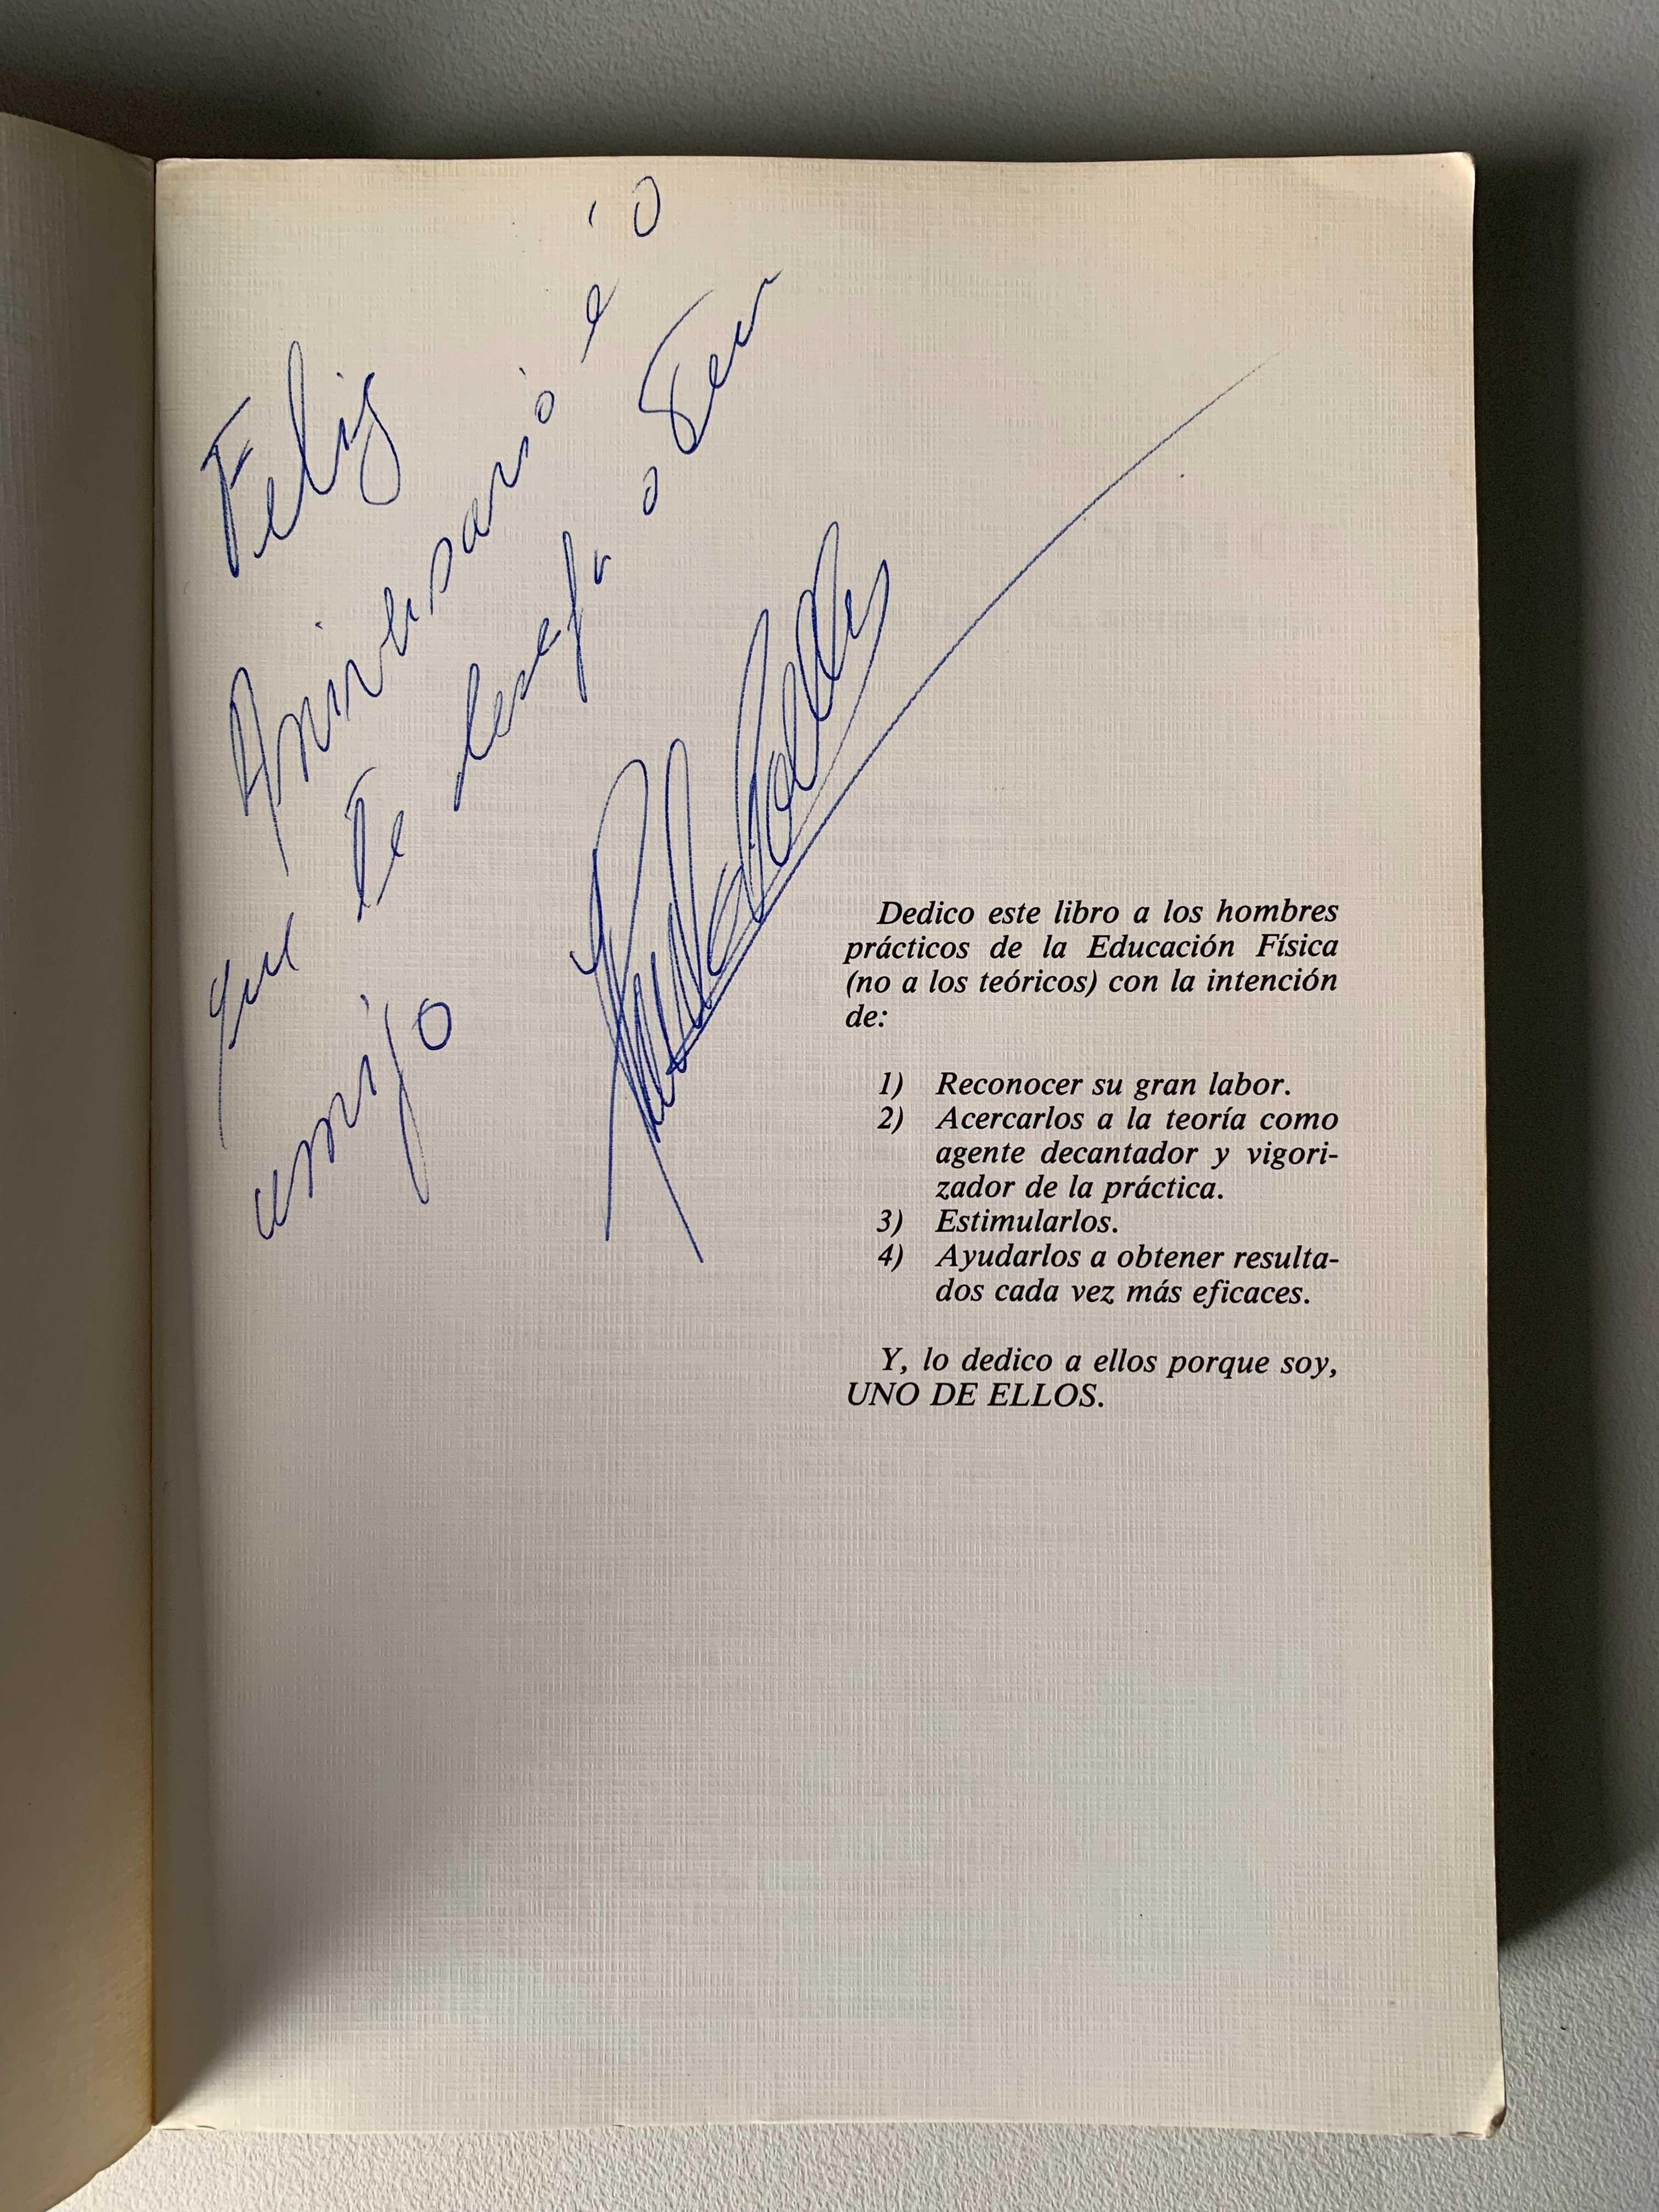 Feliz
Aniversario é o
que te deseja o seu
amigo
Dedico este libro a los hombres
prácticos de la Educación Física
(no a los teóricos) con la intención
de:
1) Reconocer su gran labor.
2) Acercarlos a la teoría como
agente decantador y vigori-
zador de la práctica.
3) Estimularlos.
4) Ayudarlos a obtener resulta-
dos cada vez más eficaces.
Y, lo dedico a ellos porque soy,
UNO DE ELLOS.